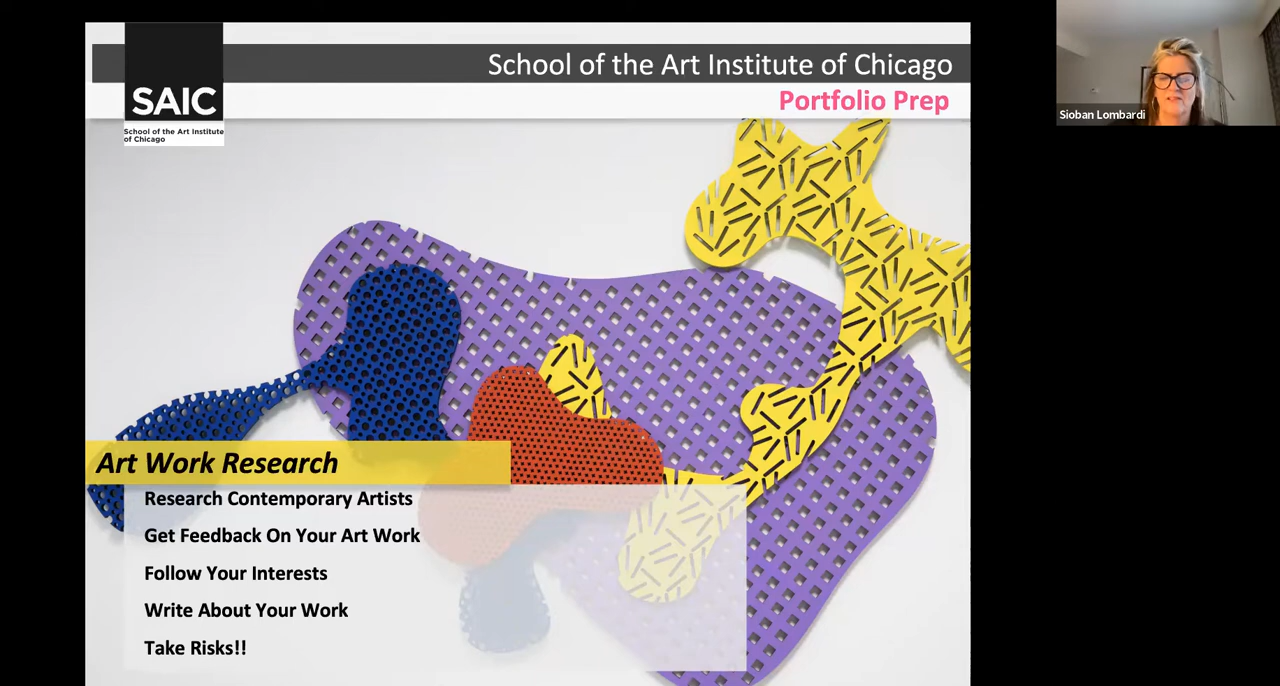 School of the Art Institute of Chicago
Portfolio Prep
SAIC
School of the Art Institute
of Chicago
Sioban Lombardi
Art Work Research
Research Contemporary Artists
Get Feedback On Your Art Work
Follow Your Interests
Write About Your Work
Take Risks!!